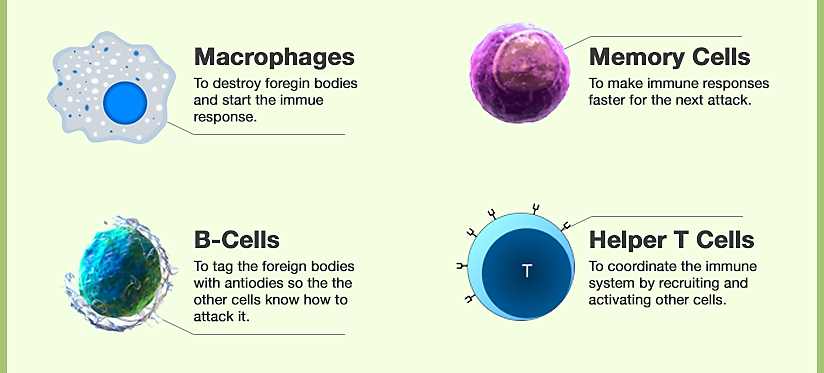 Macrophages
To destroy foregin bodies
and start the immue
response.
Memory Cells
To make immune responses
faster for the next attack.
B-Cells
To tag the foreign bodies
with antiodies so the the
other cells know how to
attack it.
T
Helper T Cells
To coordinate the immune
system by recruiting and
activating other cells.